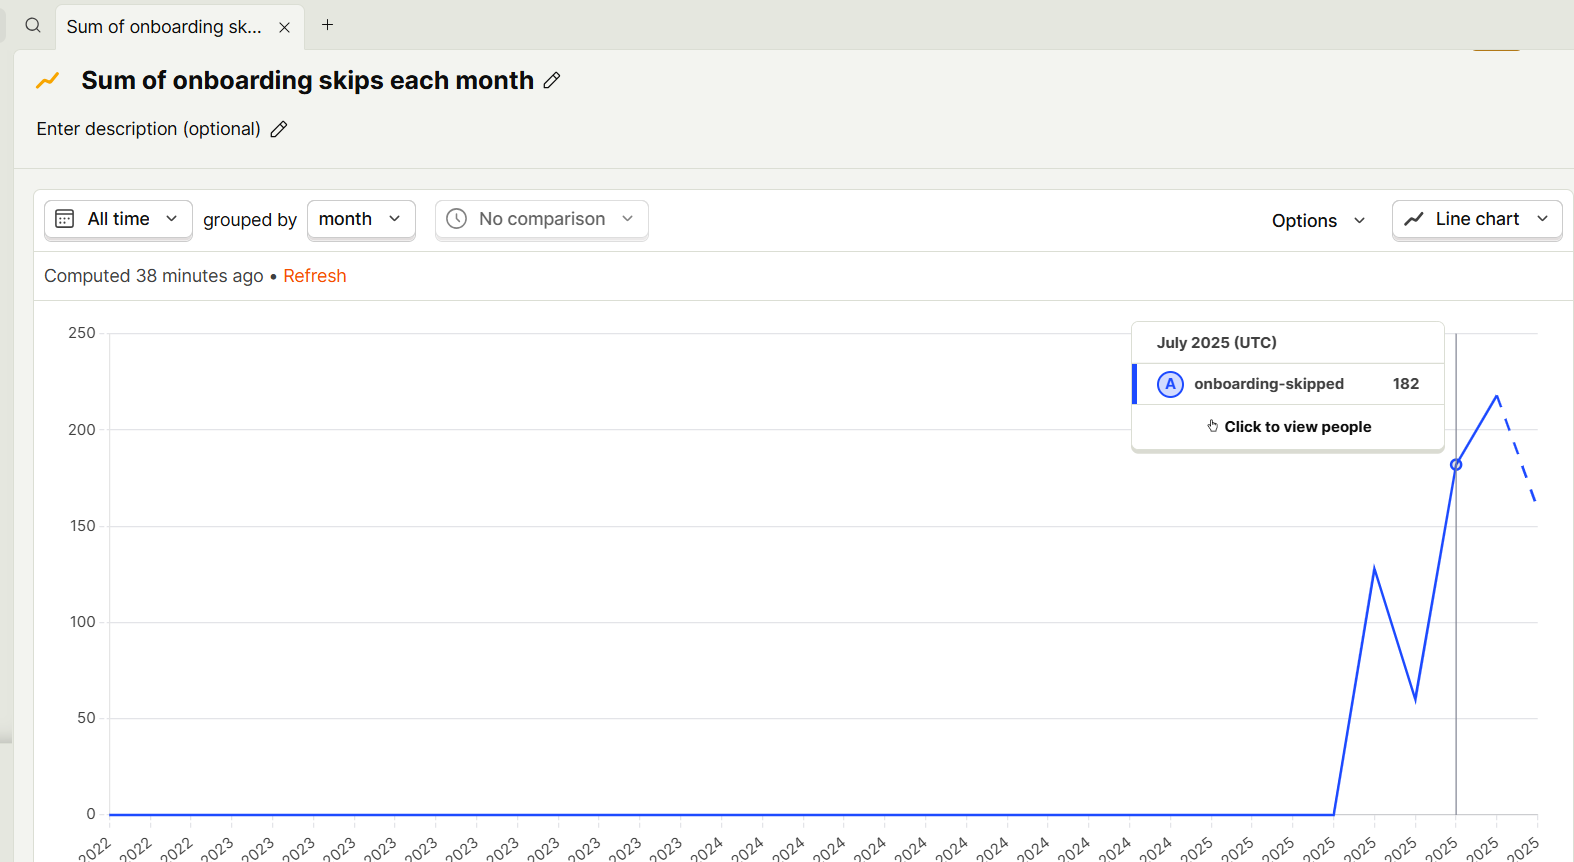 Sum of onboarding sk...
Sum of onboarding skips each month
Enter description (optional)
All time grouped by month No comparison Options Line chart
Computed 38 minutes ago • Refresh
250
200
150
100
50
0
July 2025 (UTC)
A onboarding-skipped 182
Click to view people
2022 2022 2022 2023 2023 2023 2023 2023 2023 2023 2023 2023 2023 2023 2023 2024 2024 2024 2024 2024 2024 2024 2024 2024 2024 2024 2024 2025 2025 2025 2025 2025 2025 2025 2025 2025